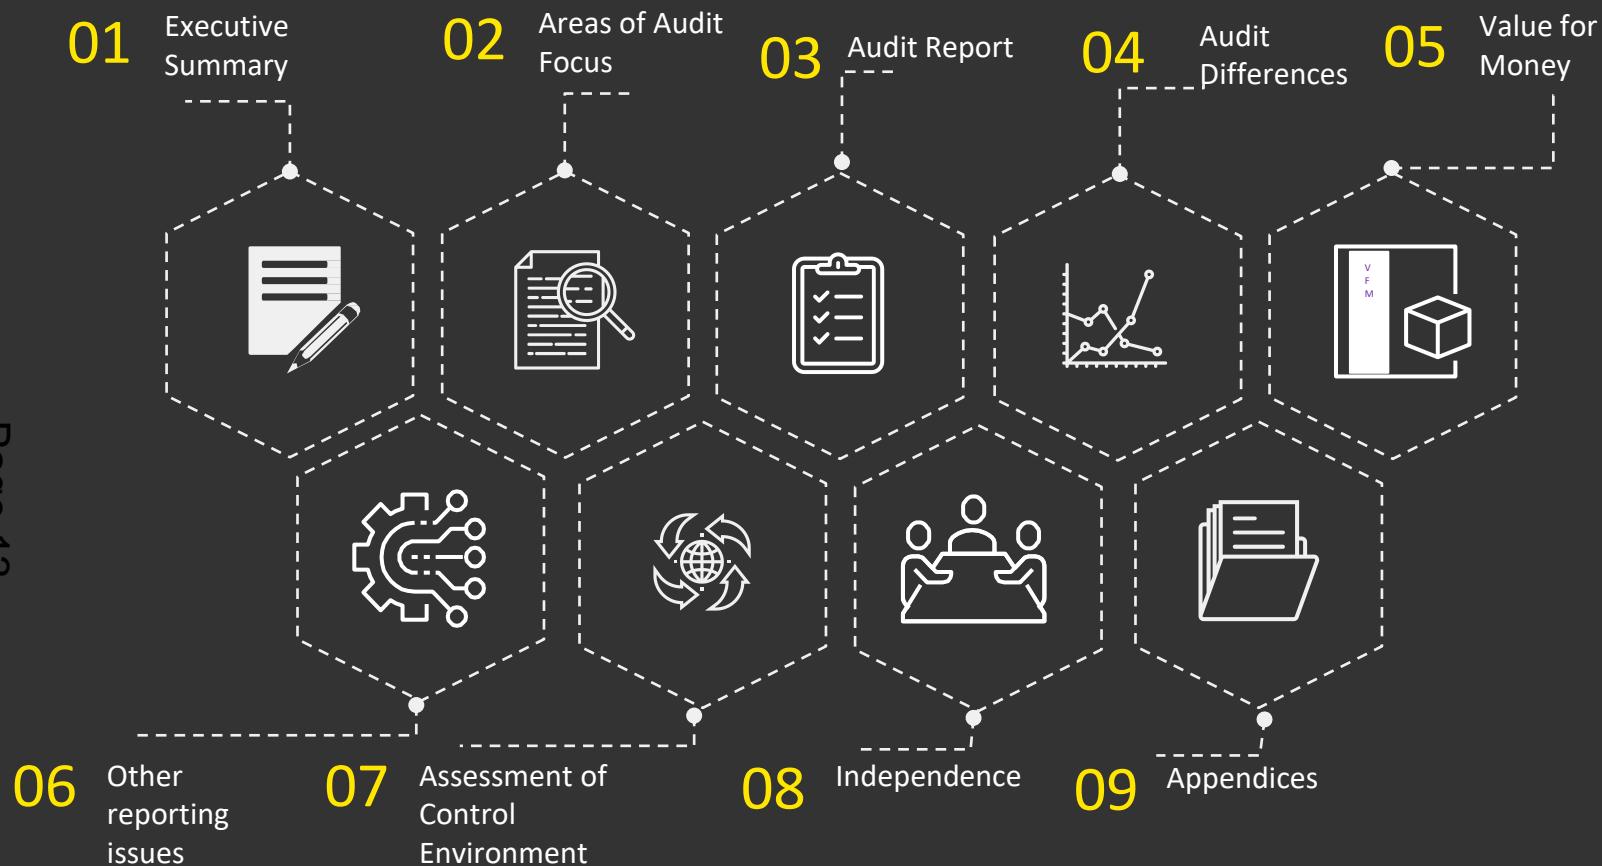 01
Executive
Summary
02
Areas of Audit
Focus
03
Audit Report
04
Audit
Differences
05
Value for
Money
V
F
M
06
Other
reporting
issues
07
Assessment of
Control
Environment
08
Independence
09
Appendices